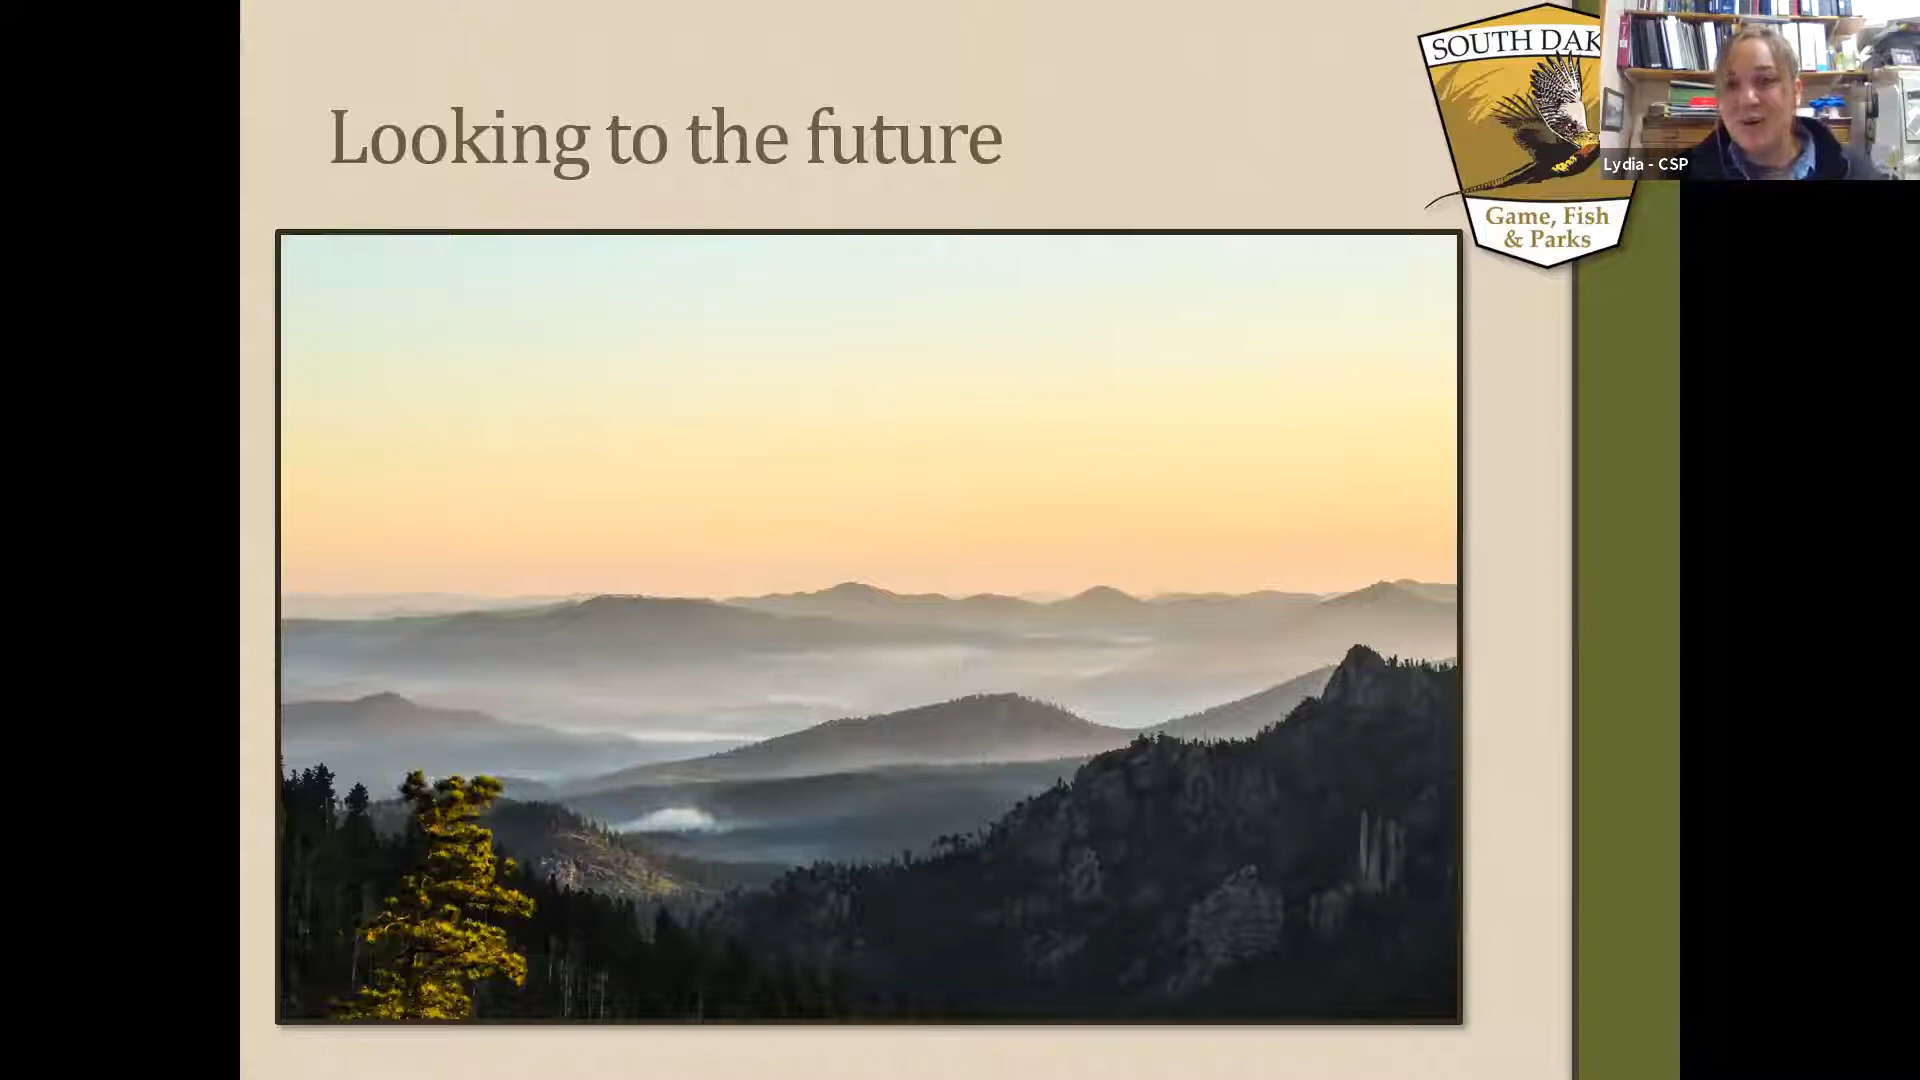 Looking to the future
SOUTH DAK
Lydia - CSP
Game, Fish
& Parks